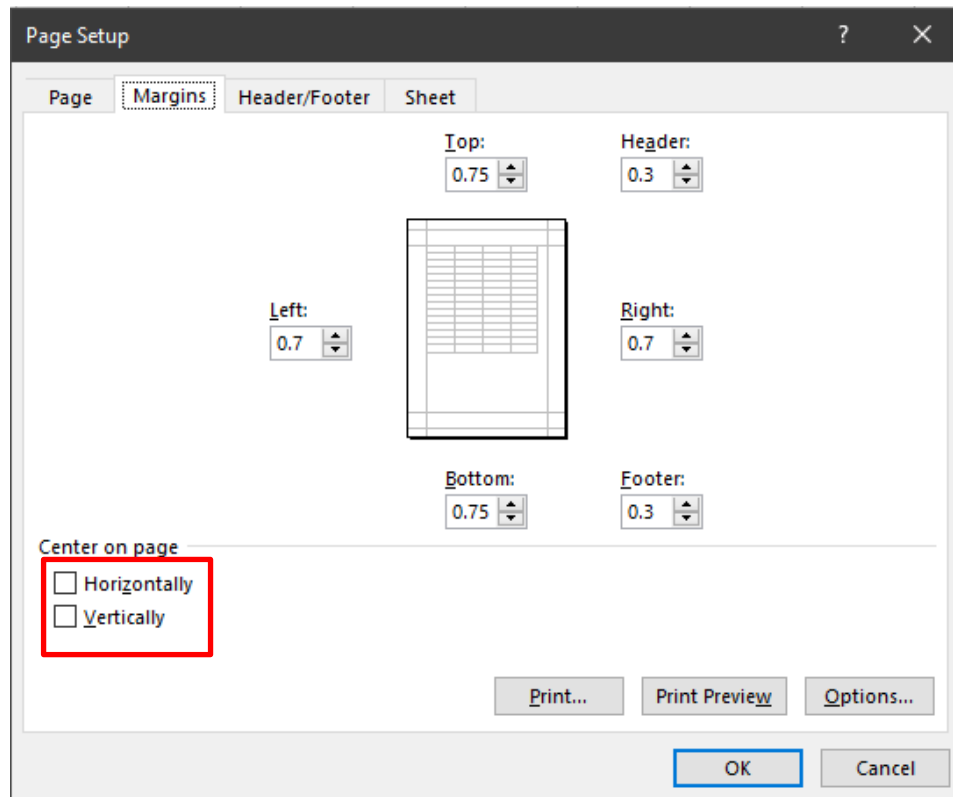 Page Setup ? ×
Page Margins Header/Footer Sheet
Top: Header:
0.75 0.3
Left: Right:
0.7 0.7
Bottom: Footer:
0.75 0.3
Center on page
Horizontally
Vertically
Print... Print Preview Options...
OK Cancel